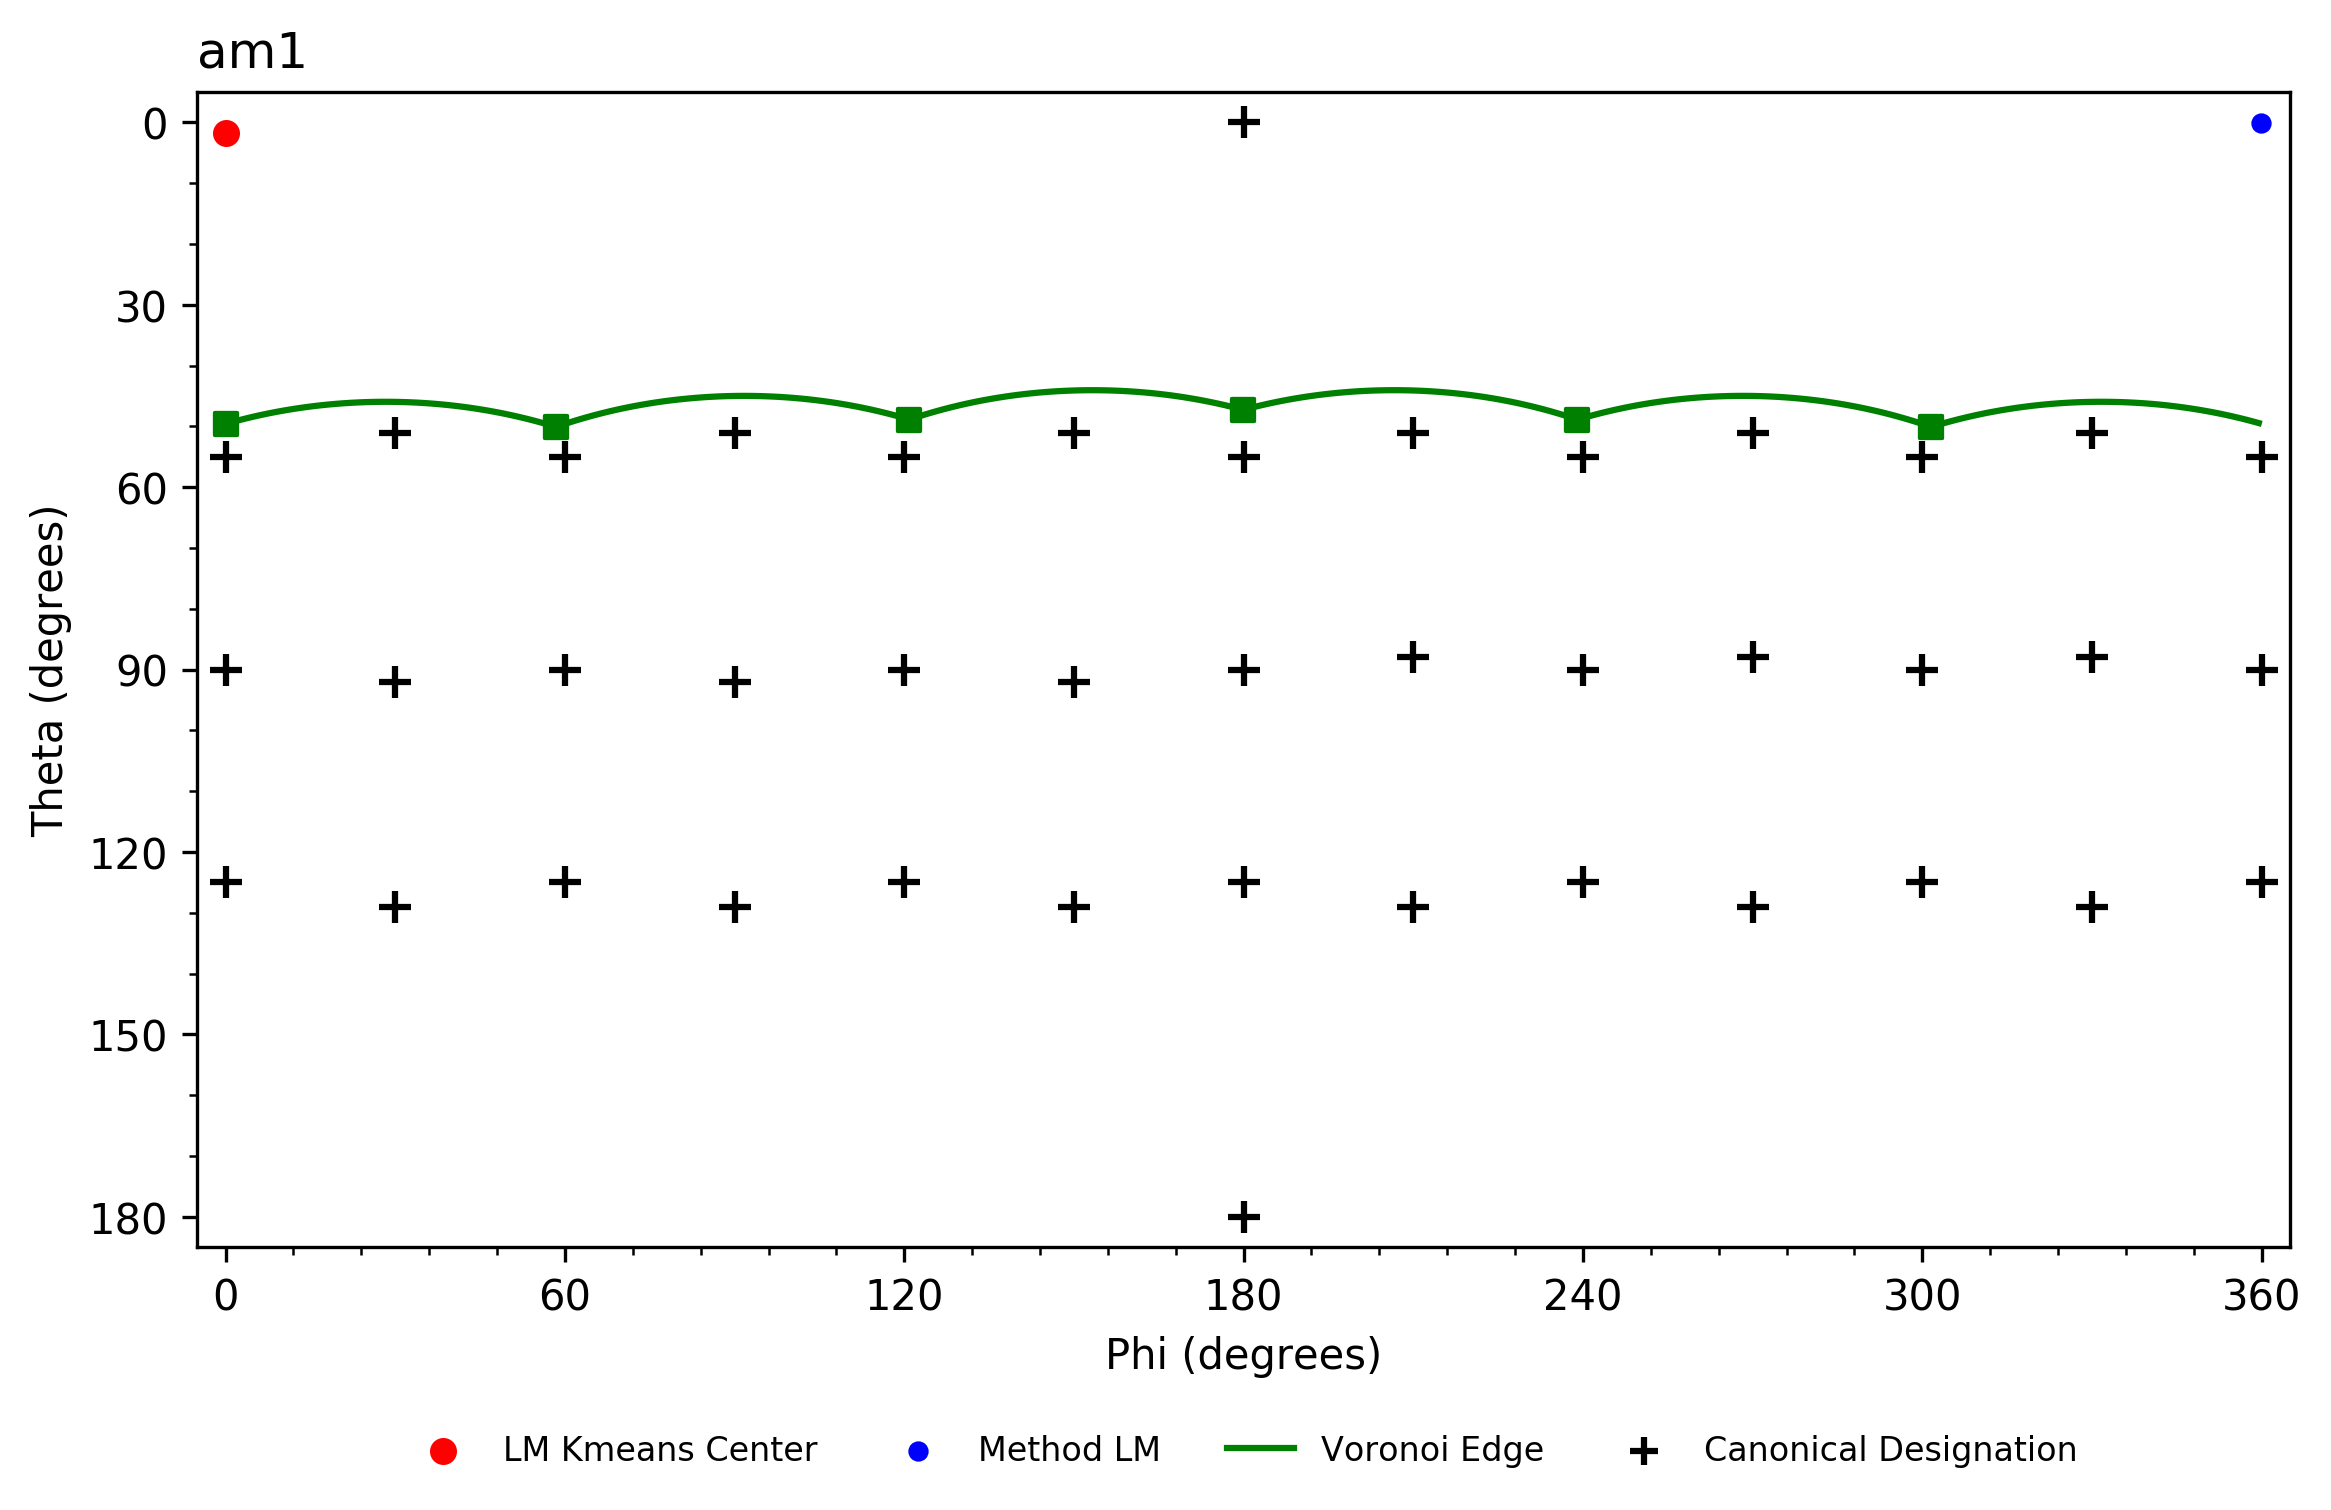 am1
0
30
60
90
120
150
180
Theta (degrees)
0 60 120 180 240 300 360
Phi (degrees)
LM Kmeans Center Method LM Voronoi Edge Canonical Designation